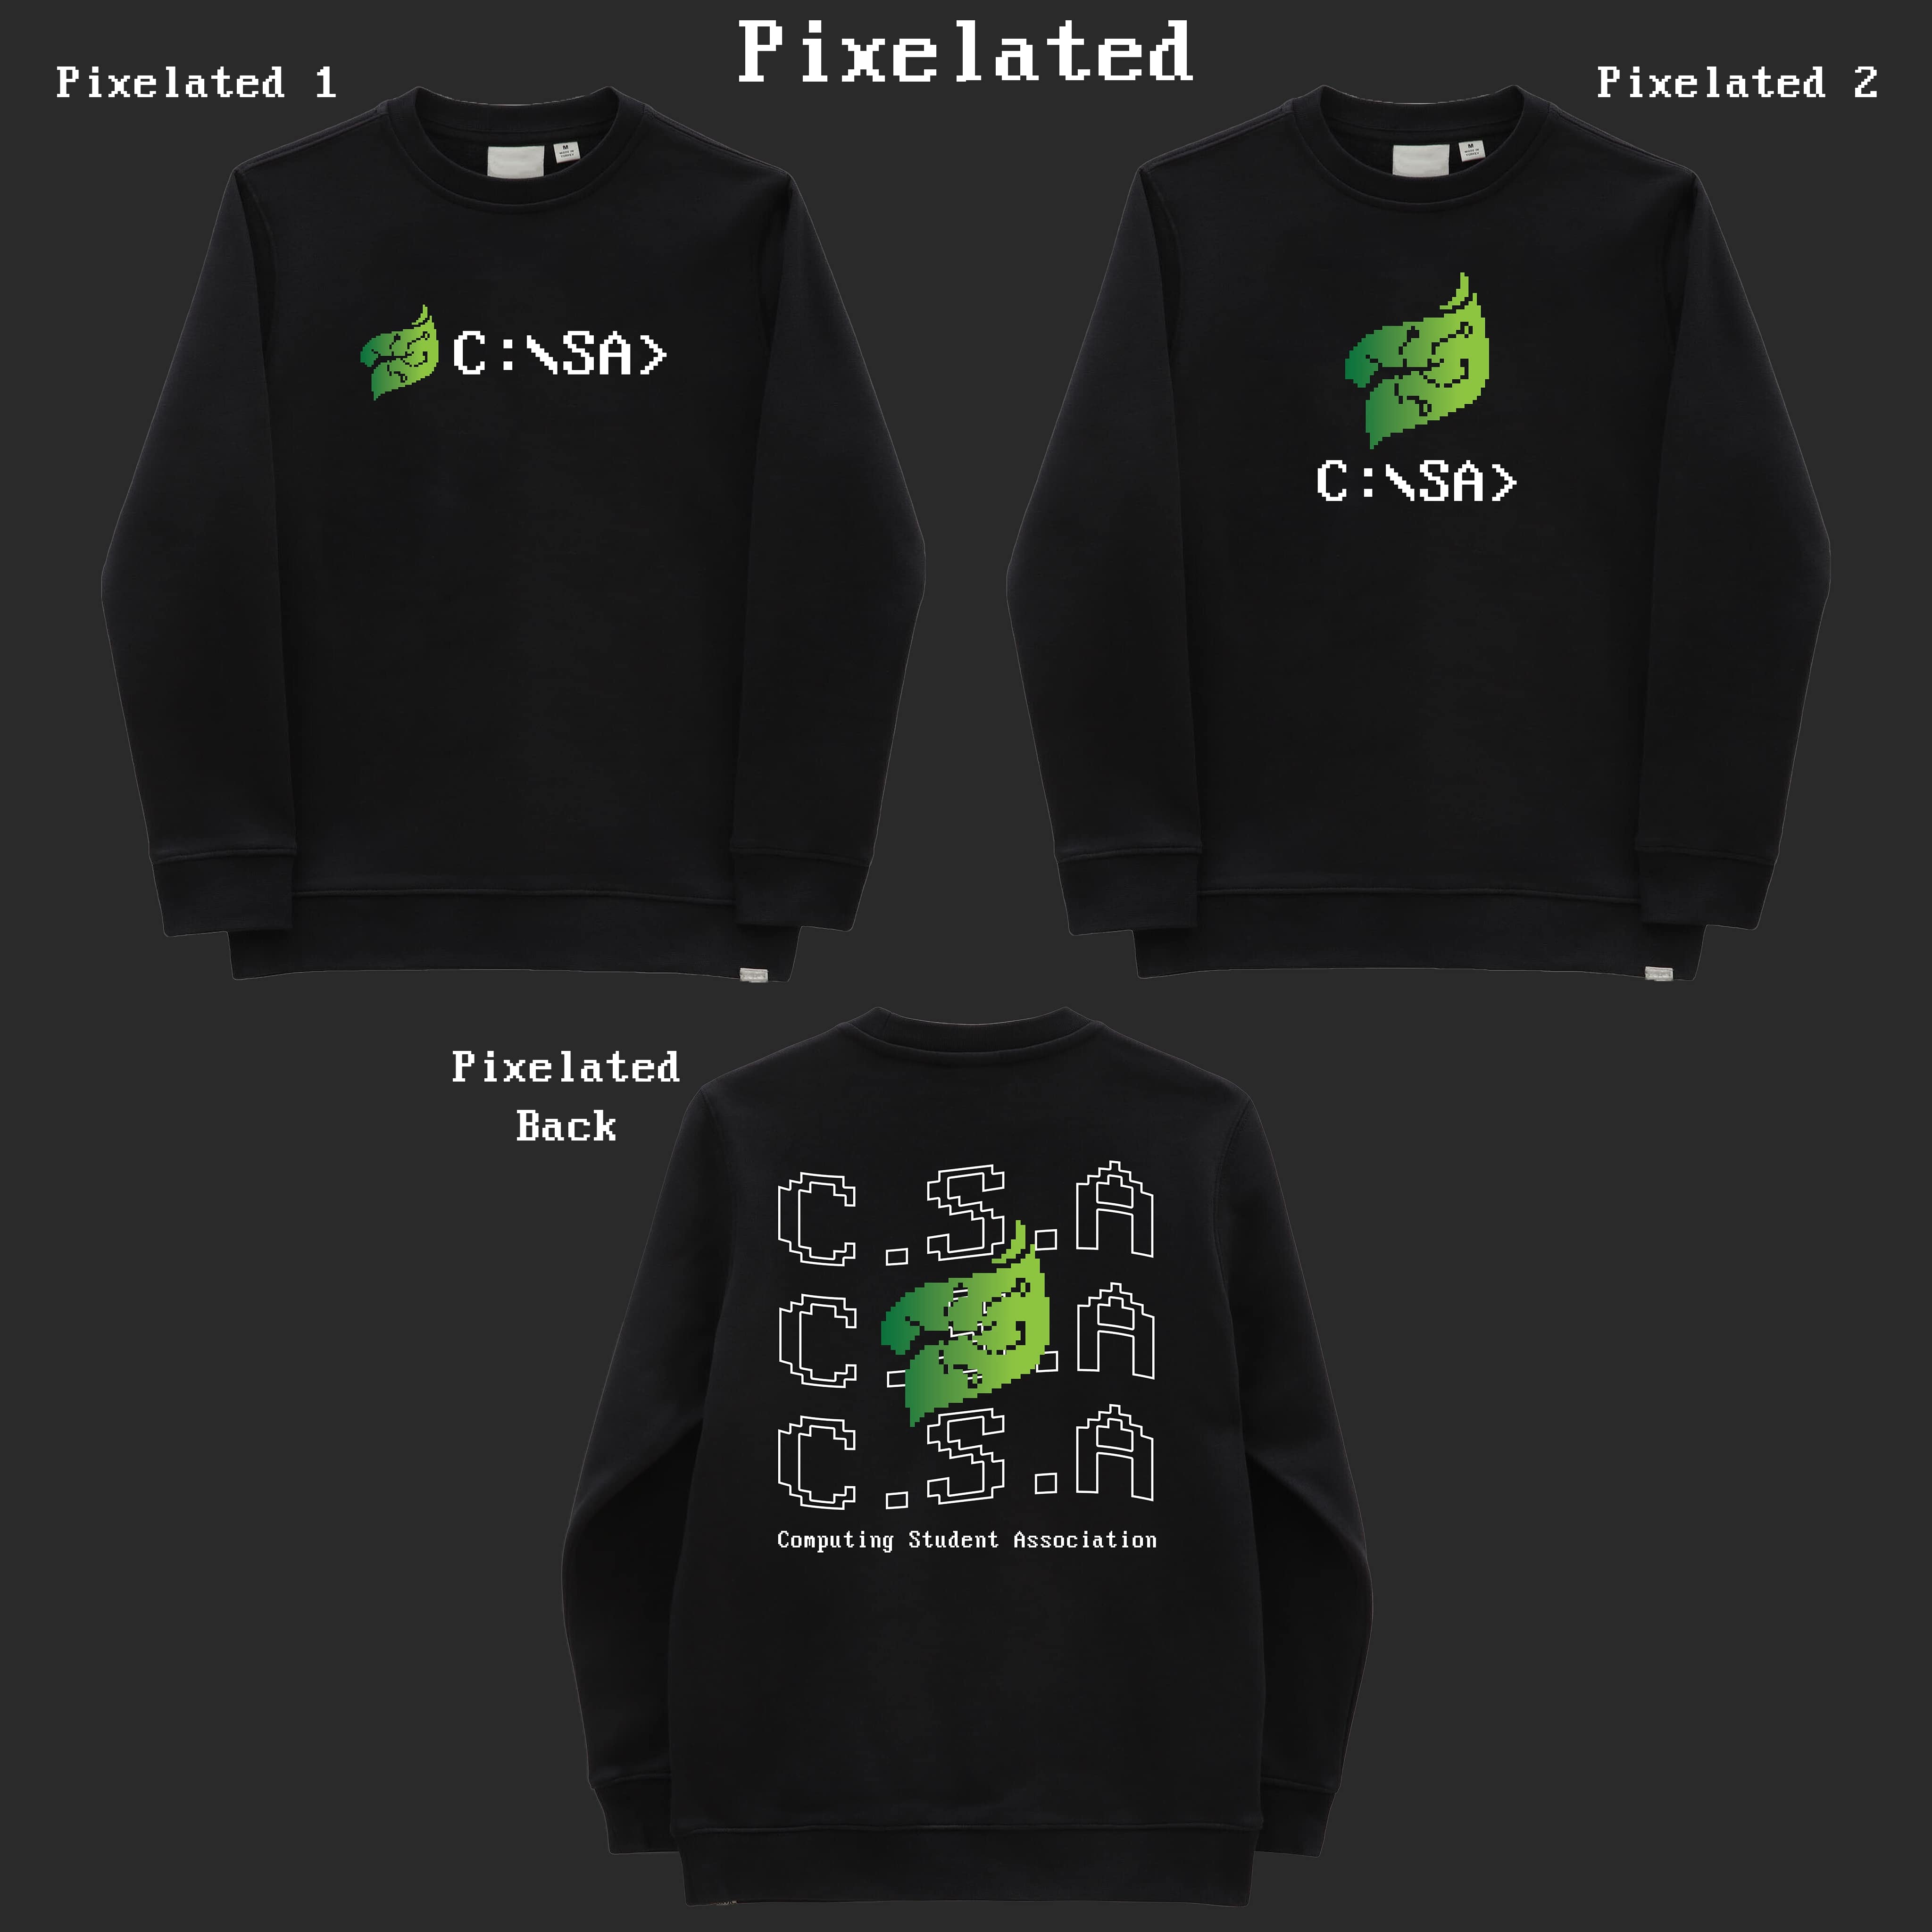 Pixelated
Pixelated 1
Pixelated 2
M
M
C:\SA>
C:\SA>
Pixelated
Back
C.S.A
C. .A
C.S.A
Computing Student Association